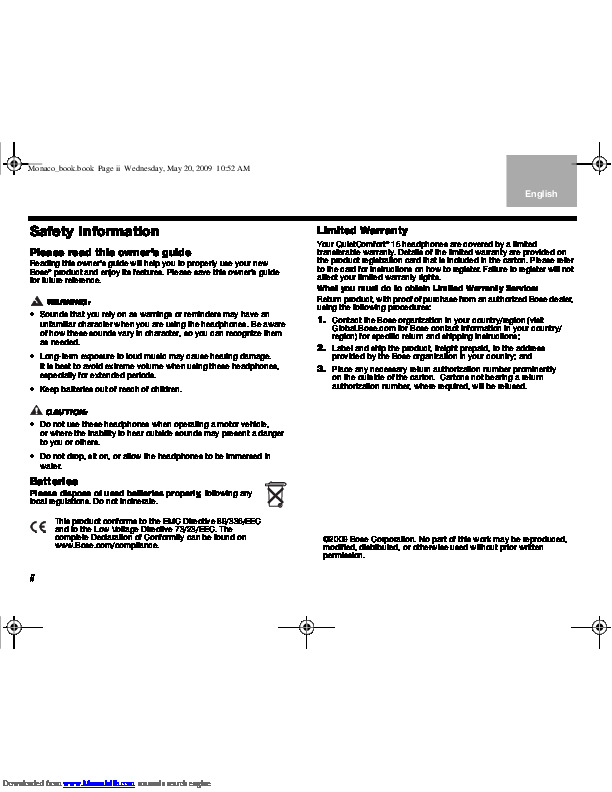 Monaco_book.book Page ii Wednesday, May 20, 2009 10:52 AM
English
Safety Information
Please read this owner's guide
Reading this owner's guide will help you to properly use your new
Bose® product and enjoy its features. Please save this owner's guide
for future reference.
WARNING:
• Sounds that you rely on as warnings or reminders may have an
unfamiliar character when you are using the headphones. Be aware
of how these sounds vary in character, so you can recognize them
as needed.
• Long-term exposure to loud music may cause hearing damage.
It is best to avoid extreme volume when using these headphones,
especially for extended periods.
• Keep batteries out of reach of children.
CAUTION:
• Do not use these headphones when operating a motor vehicle,
or where the inability to hear outside sounds may present a danger
to you or others.
• Do not drop, sit on, or allow the headphones to be immersed in
water.
Batteries
Please dispose of used batteries properly, following any
local regulations. Do not incinerate.
CE
This product conforms to the EMC Directive 89/336/EEC
and to the Low Voltage Directive 73/23/EEC. The
complete Declaration of Conformity can be found on
www.Bose.com/compliance.
ii
Limited Warranty
Your QuietComfort® 15 headphones are covered by a limited
transferable warranty. Details of the limited warranty are provided on
the product registration card that is included in the carton. Please refer
to the card for instructions on how to register. Failure to register will not
affect your limited warranty rights.
What you must do to obtain Limited Warranty Service:
Return product, with proof of purchase from an authorized Bose dealer,
using the following procedures:
1. Contact the Bose organization in your country/region (visit
Global.Bose.com for Bose contact information in your country/
region) for specific return and shipping instructions;
2. Label and ship the product, freight prepaid, to the address
provided by the Bose organization in your country; and
3. Place any necessary return authorization number prominently
on the outside of the carton. Cartons not bearing a return
authorization number, where required, will be refused.
©2009 Bose Corporation. No part of this work may be reproduced,
modified, distributed, or otherwise used without prior written
permission.
Downloaded from www.Manualslib.com manuals search engine